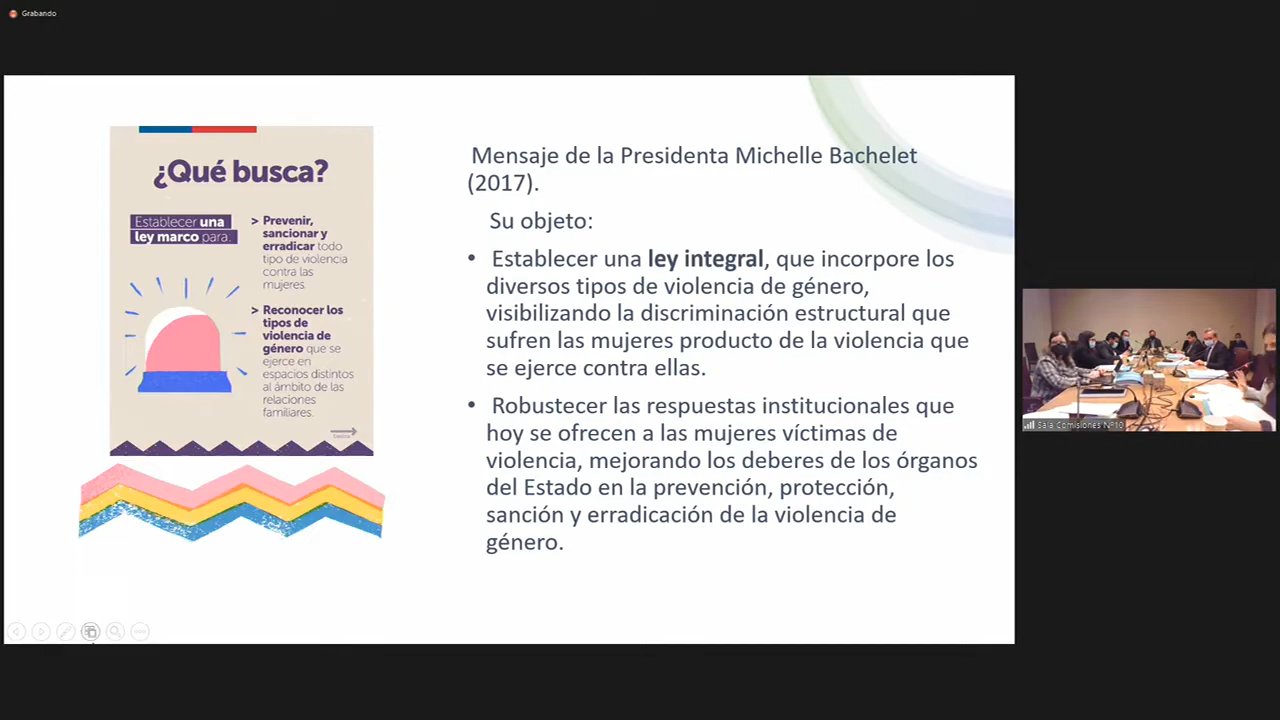 Grabando
¿Qué busca?
Establecer una
ley marco para:
> Prevenir,
sancionar y
erradicar todo
tipo de violencia
contra las
mujeres.
> Reconocer los
tipos de
violencia de
género que se
ejerce en
espacios distintos
al ámbito de las
relaciones
familiares.
Mensaje de la Presidenta Michelle Bachelet
(2017).
Su objeto:
• Establecer una ley integral, que incorpore los
diversos tipos de violencia de género,
visibilizando la discriminación estructural que
sufren las mujeres producto de la violencia que
se ejerce contra ellas.
• Robustecer las respuestas institucionales que
hoy se ofrecen a las mujeres víctimas de
violencia, mejorando los deberes de los órganos
del Estado en la prevención, protección,
sanción y erradicación de la violencia de
género.
Sala Comisiones N°10